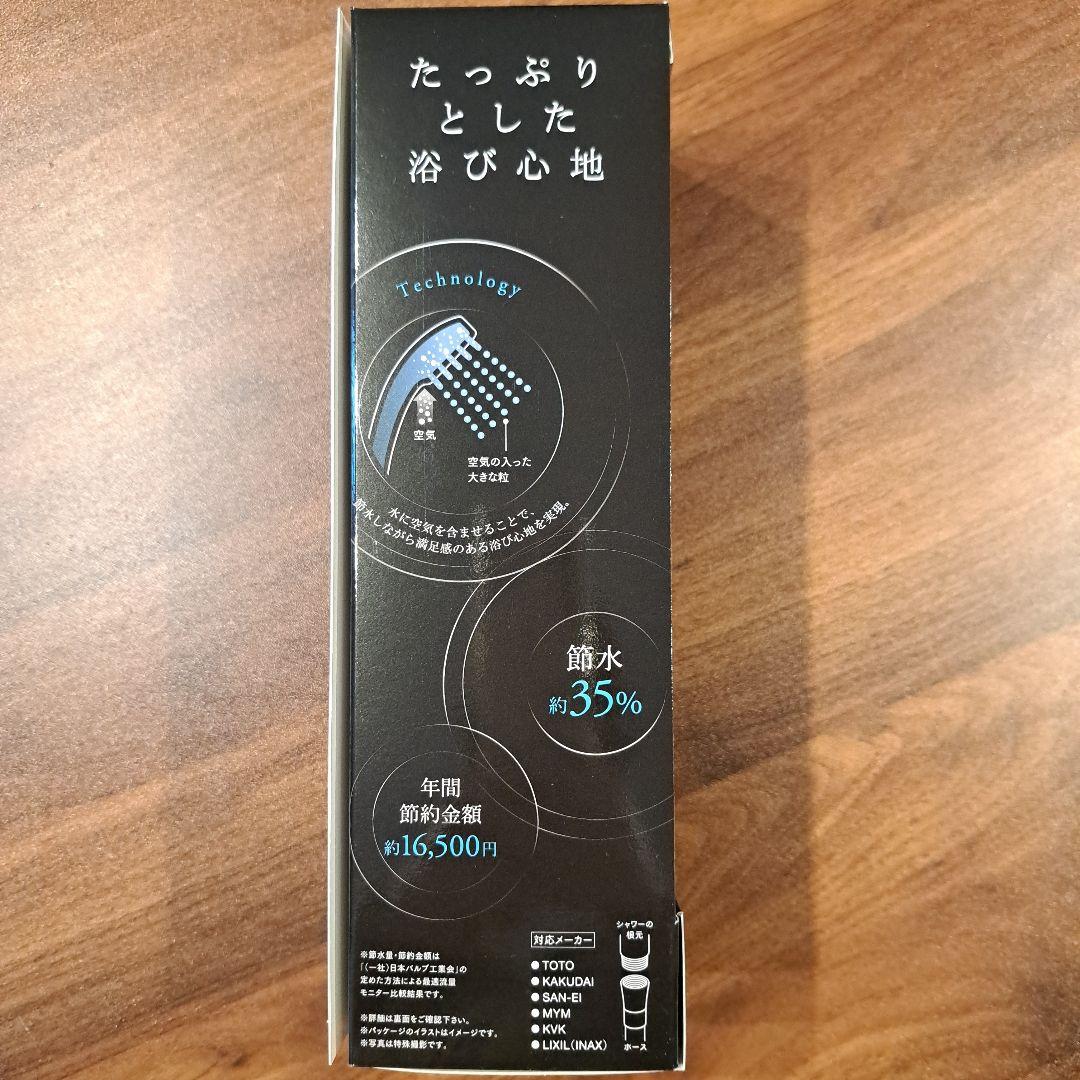 たっぷり
とした
浴び心地
Technology
空気
空気の入った
大きな粒
水に空気を含ませることで、
節水しながら満足感のある浴び心地を実現。
節水
約35%
年間
節約金額
約16,500円
※節水量・節約金額は
「(一社)日本バルブ工業会」の
定めた方法による最適流量
モニター比較結果です。
※詳細は裏面をご確認下さい。
※パッケージのイラストはイメージです。
※写真は特殊撮影です。
対応メーカー
●TOTO
●KAKUDAI
●SAN-EI
●MYM
●KVK
●LIXIL(INAX)
シャワーの
根元
ホース